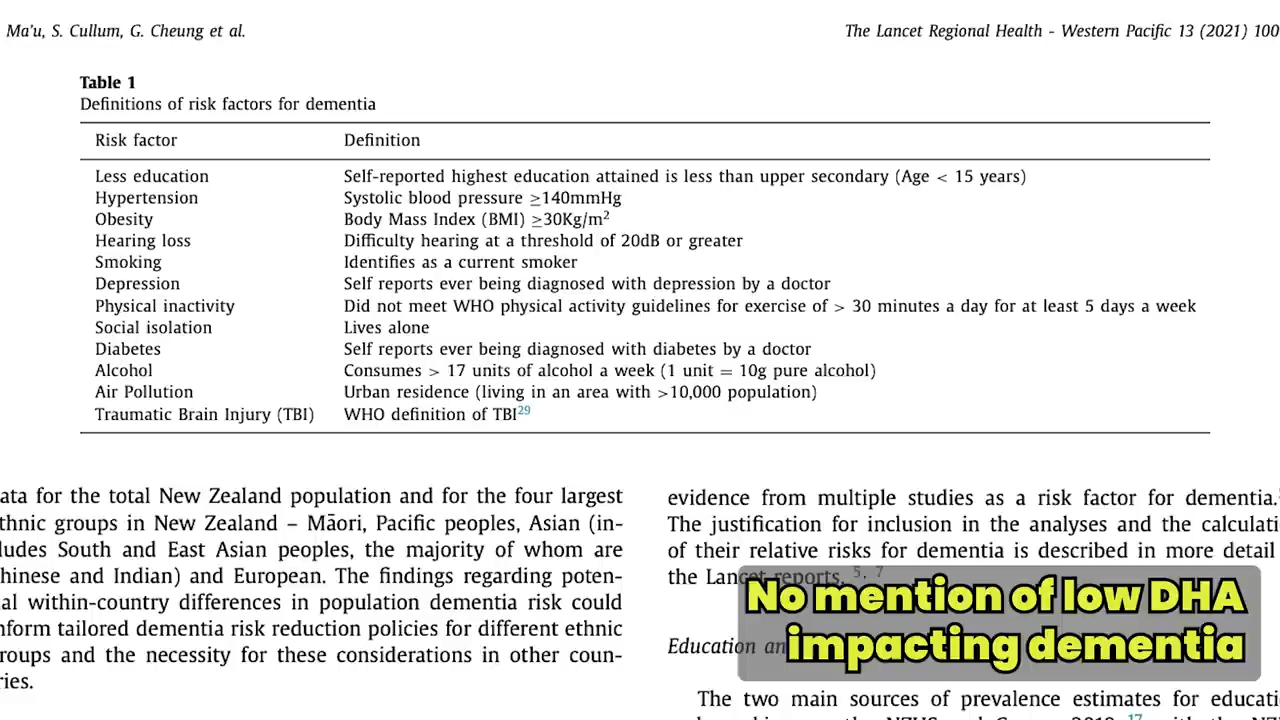 Ma'u, S. Cullum, G. Cheung et al.
The Lancet Regional Health - Western Pacific 13 (2021) 100
Table 1
Definitions of risk factors for dementia
Risk factor Definition
Less education Self-reported highest education attained is less than upper secondary (Age < 15 years)
Hypertension Systolic blood pressure ≥140mmHg
Obesity Body Mass Index (BMI) ≥30Kg/m²
Hearing loss Difficulty hearing at a threshold of 20dB or greater
Smoking Identifies as a current smoker
Depression Self reports ever being diagnosed with depression by a doctor
Physical inactivity Did not meet WHO physical activity guidelines for exercise of > 30 minutes a day for at least 5 days a week
Social isolation Lives alone
Diabetes Self reports ever being diagnosed with diabetes by a doctor
Alcohol Consumes > 17 units of alcohol a week (1 unit = 10g pure alcohol)
Air Pollution Urban residence (living in an area with >10,000 population)
Traumatic Brain Injury (TBI) WHO definition of TBI29
ata for the total New Zealand population and for the four largest
thnic groups in New Zealand – Māori, Pacific peoples, Asian (in-
ludes South and East Asian peoples, the majority of whom are
hinese and Indian) and European. The findings regarding poten-
al within-country differences in population dementia risk could
nform tailored dementia risk reduction policies for different ethnic
roups and the necessity for these considerations in other coun-
ries.
evidence from multiple studies as a risk factor for dementia.
The justification for inclusion in the analyses and the calculati
of their relative risks for dementia is described in more detail
the Lancet reports. 5, 7
Education an
The two main sources of prevalence estimates for educati
No mention of low DHA
impacting dementia